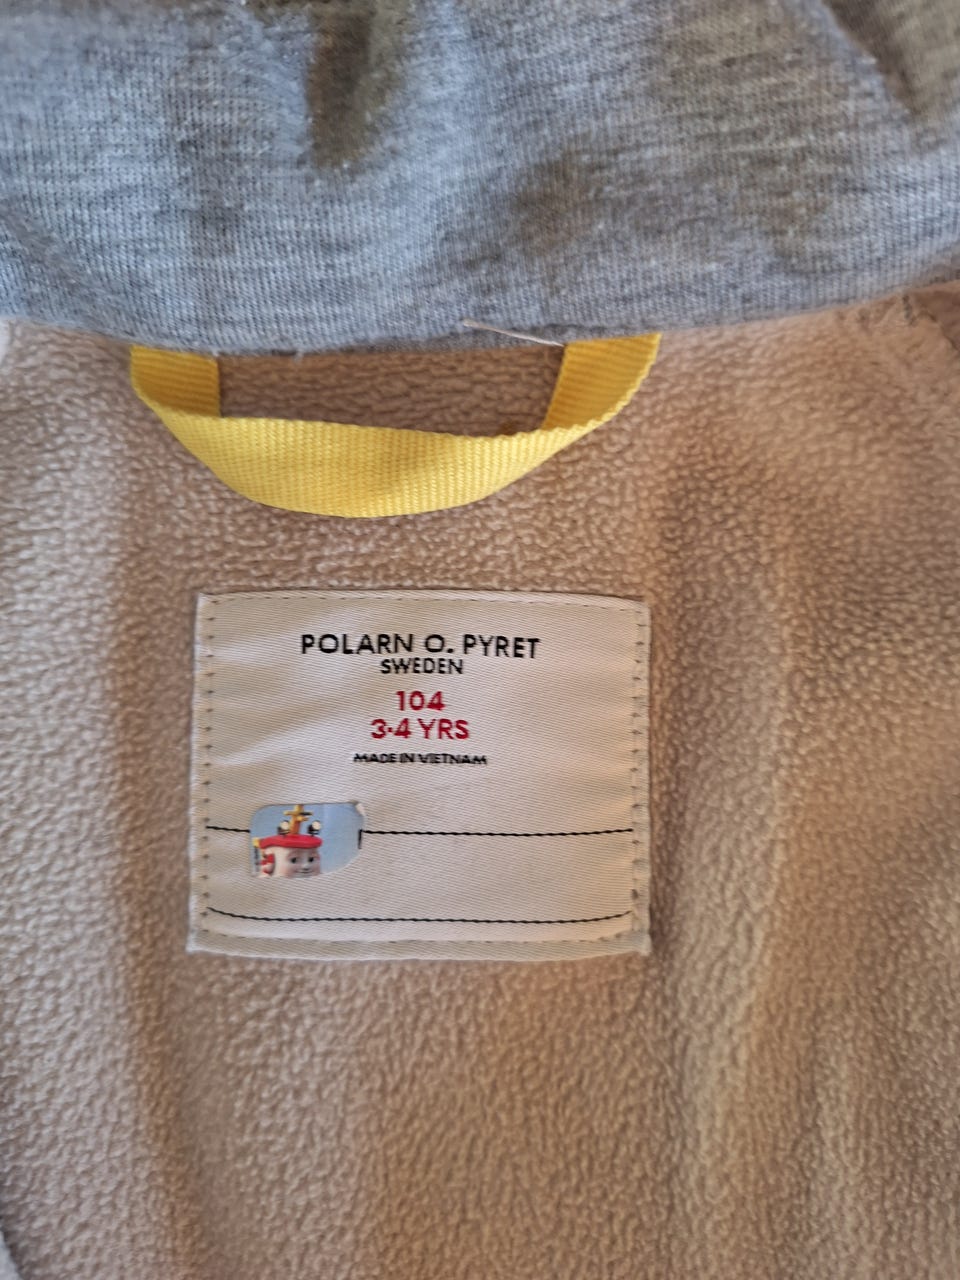 POLARN O. PYRET
SWEDEN
104
3-4 YRS
MADE IN VIETNAM